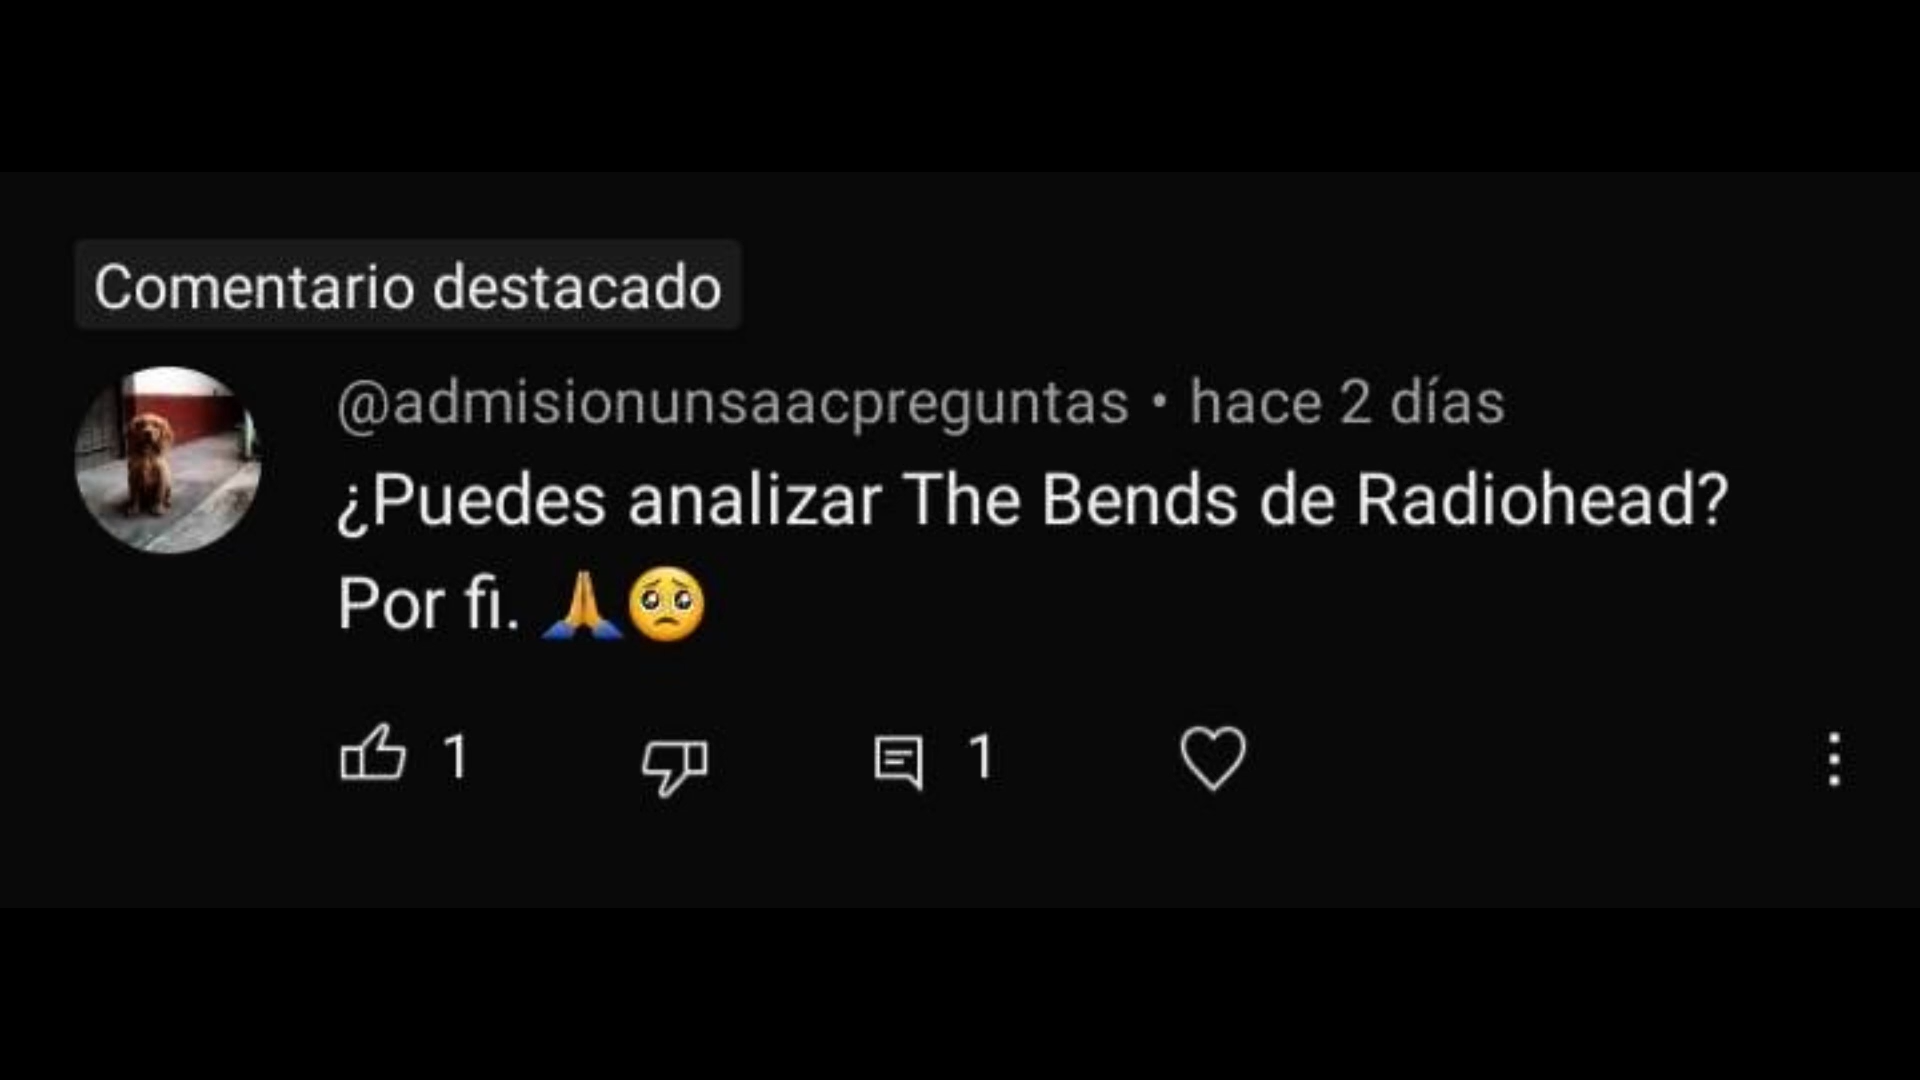 Comentario destacado
@admisionunsaacpreguntas • hace 2 días
¿Puedes analizar The Bends de Radiohead?
Por fi. 🙏🥺
1
1